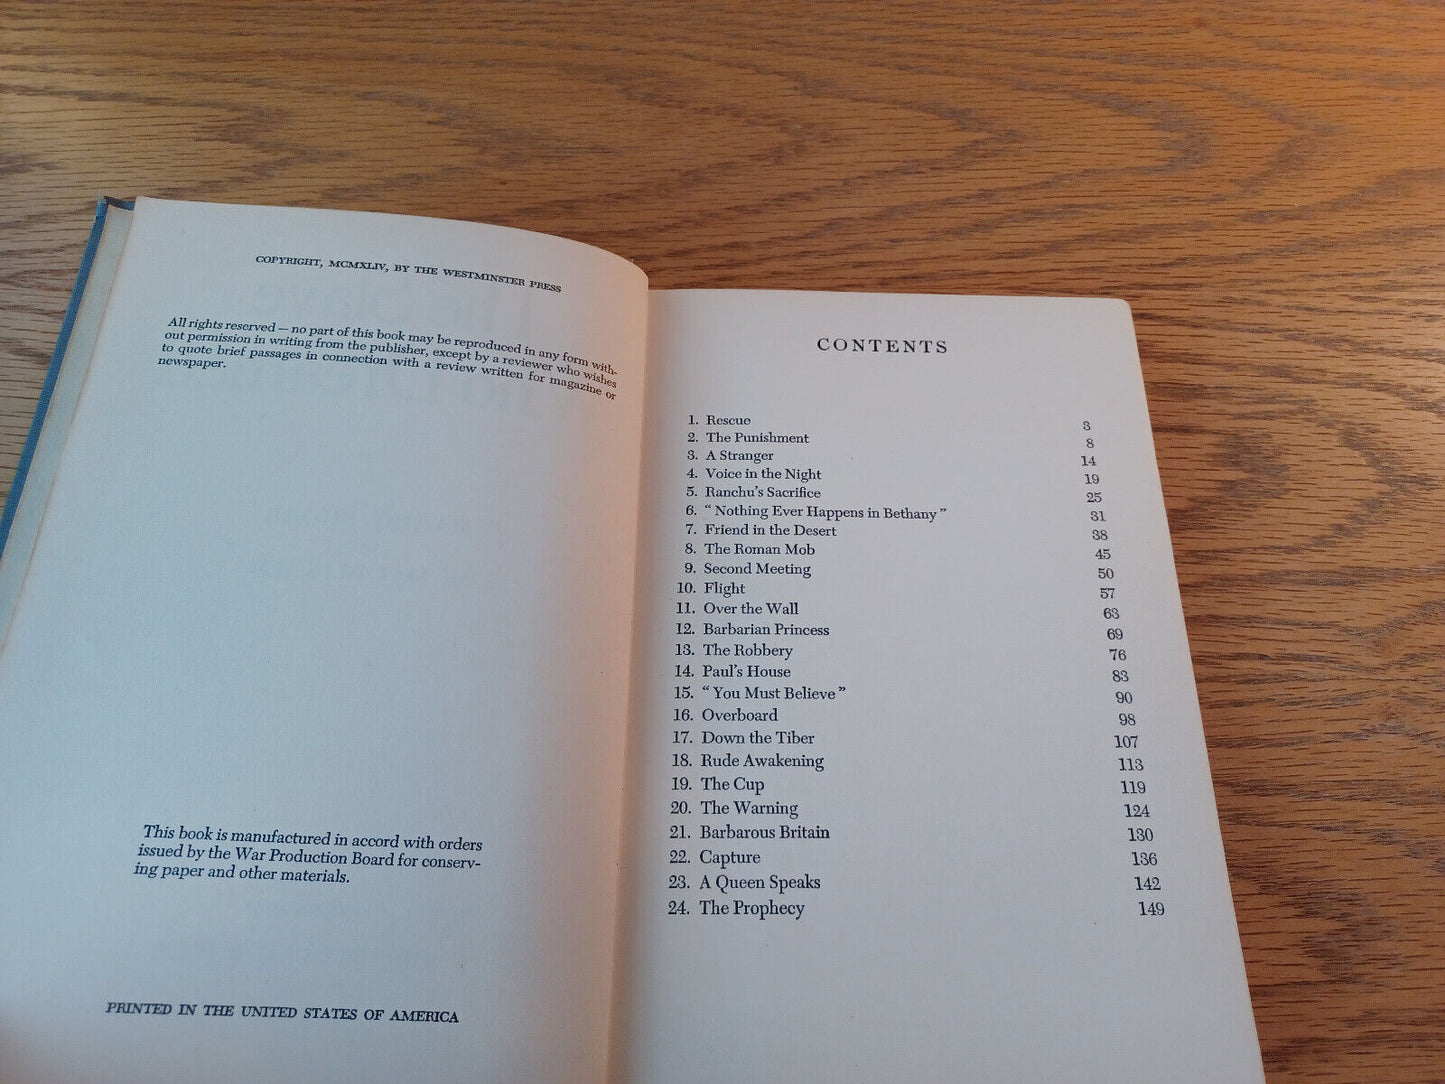 COPYRIGHT, MCMXLIV, BY THE WESTMINSTER PRESS
All rights reserved — no part of this book may be reproduced in any form with-
out permission in writing from the publisher, except by a reviewer who wishes
to quote brief passages in connection with a review written for magazine or
newspaper.
This book is manufactured in accord with orders
issued by the War Production Board for conserv-
ing paper and other materials.
PRINTED IN THE UNITED STATES OF AMERICA
CONTENTS
1. Rescue 3
2. The Punishment 8
3. A Stranger 14
4. Voice in the Night 19
5. Ranchu's Sacrifice 25
6. "Nothing Ever Happens in Bethany" 31
7. Friend in the Desert 38
8. The Roman Mob 45
9. Second Meeting 50
10. Flight 57
11. Over the Wall 63
12. Barbarian Princess 69
13. The Robbery 76
14. Paul's House 83
15. "You Must Believe" 90
16. Overboard 98
17. Down the Tiber 107
18. Rude Awakening 113
19. The Cup 119
20. The Warning 124
21. Barbarous Britain 130
22. Capture 136
23. A Queen Speaks 142
24. The Prophecy 149